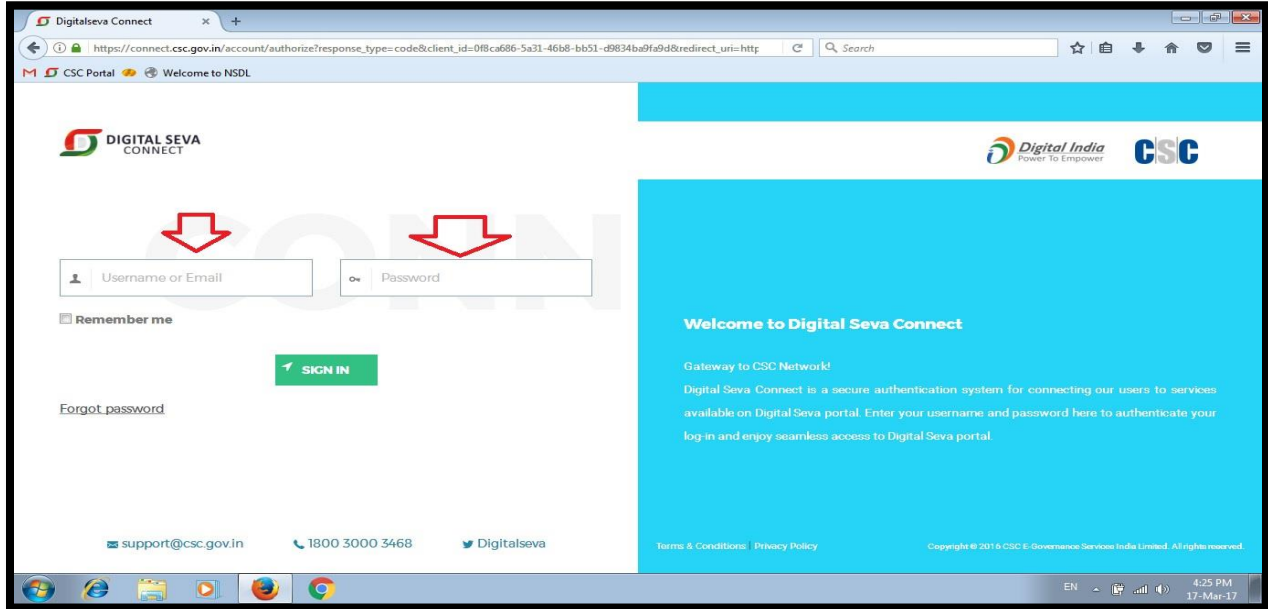 Digitalseva Connect
https://connect.csc.gov.in/account/authorize?response_type=code&client_id=0f8ca686-5a31-46b8-bb51-d9834ba9fa9d&redirect_uri=http
Search
CSC Portal
Welcome to NSDL
DIGITAL SEVA
CONNECT
Digital India
Power To Empower
CSC
CONN
Username or Email
Password
Remember me
SIGN IN
Forgot password
Welcome to Digital Seva Connect
Gateway to CSC Network!
Digital Seva Connect is a secure authentication system for connecting our users to services
available on Digital Seva portal. Enter your username and password here to authenticate your
log-in and enjoy seamless access to Digital Seva portal.
support@csc.gov.in
1800 3000 3468
Digitalseva
Terms & Conditions | Privacy Policy
Copyright © 2016 CSC E-Governance Services India Limited. All rights reserved.
EN
4:25 PM
17-Mar-17